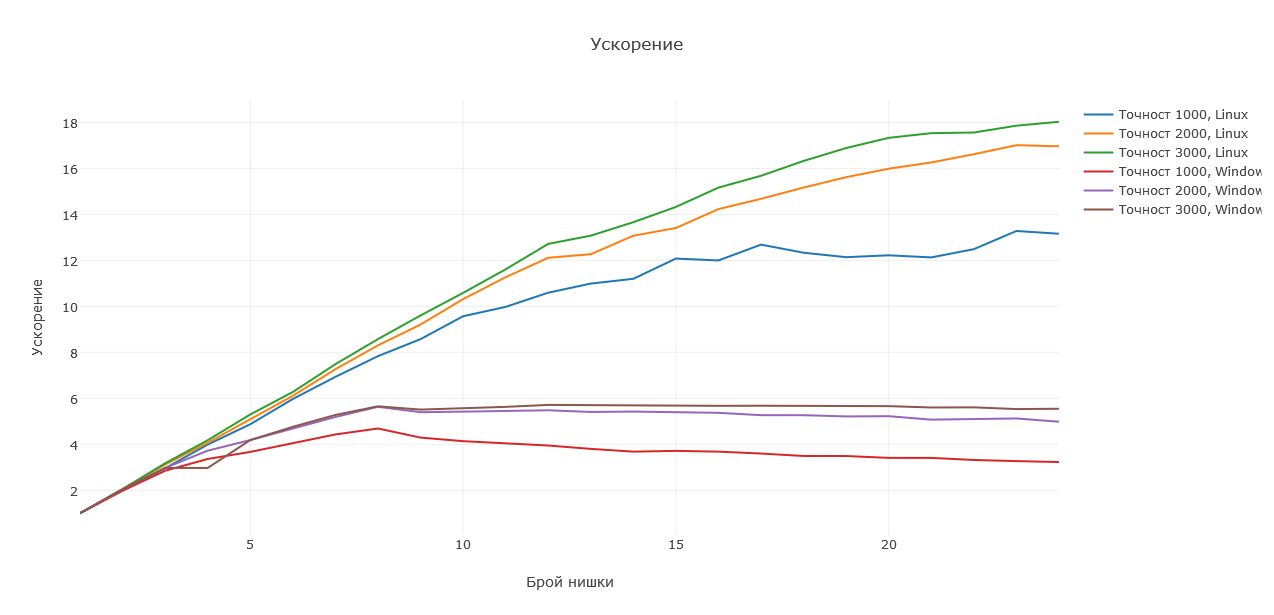 Ускорение
Ускорение
18
16
14
12
10
8
6
4
2
5
10
15
20
Брой нишки
Точност 1000, Linux
Точност 2000, Linux
Точност 3000, Linux
Точност 1000, Window
Точност 2000, Window
Точност 3000, Window